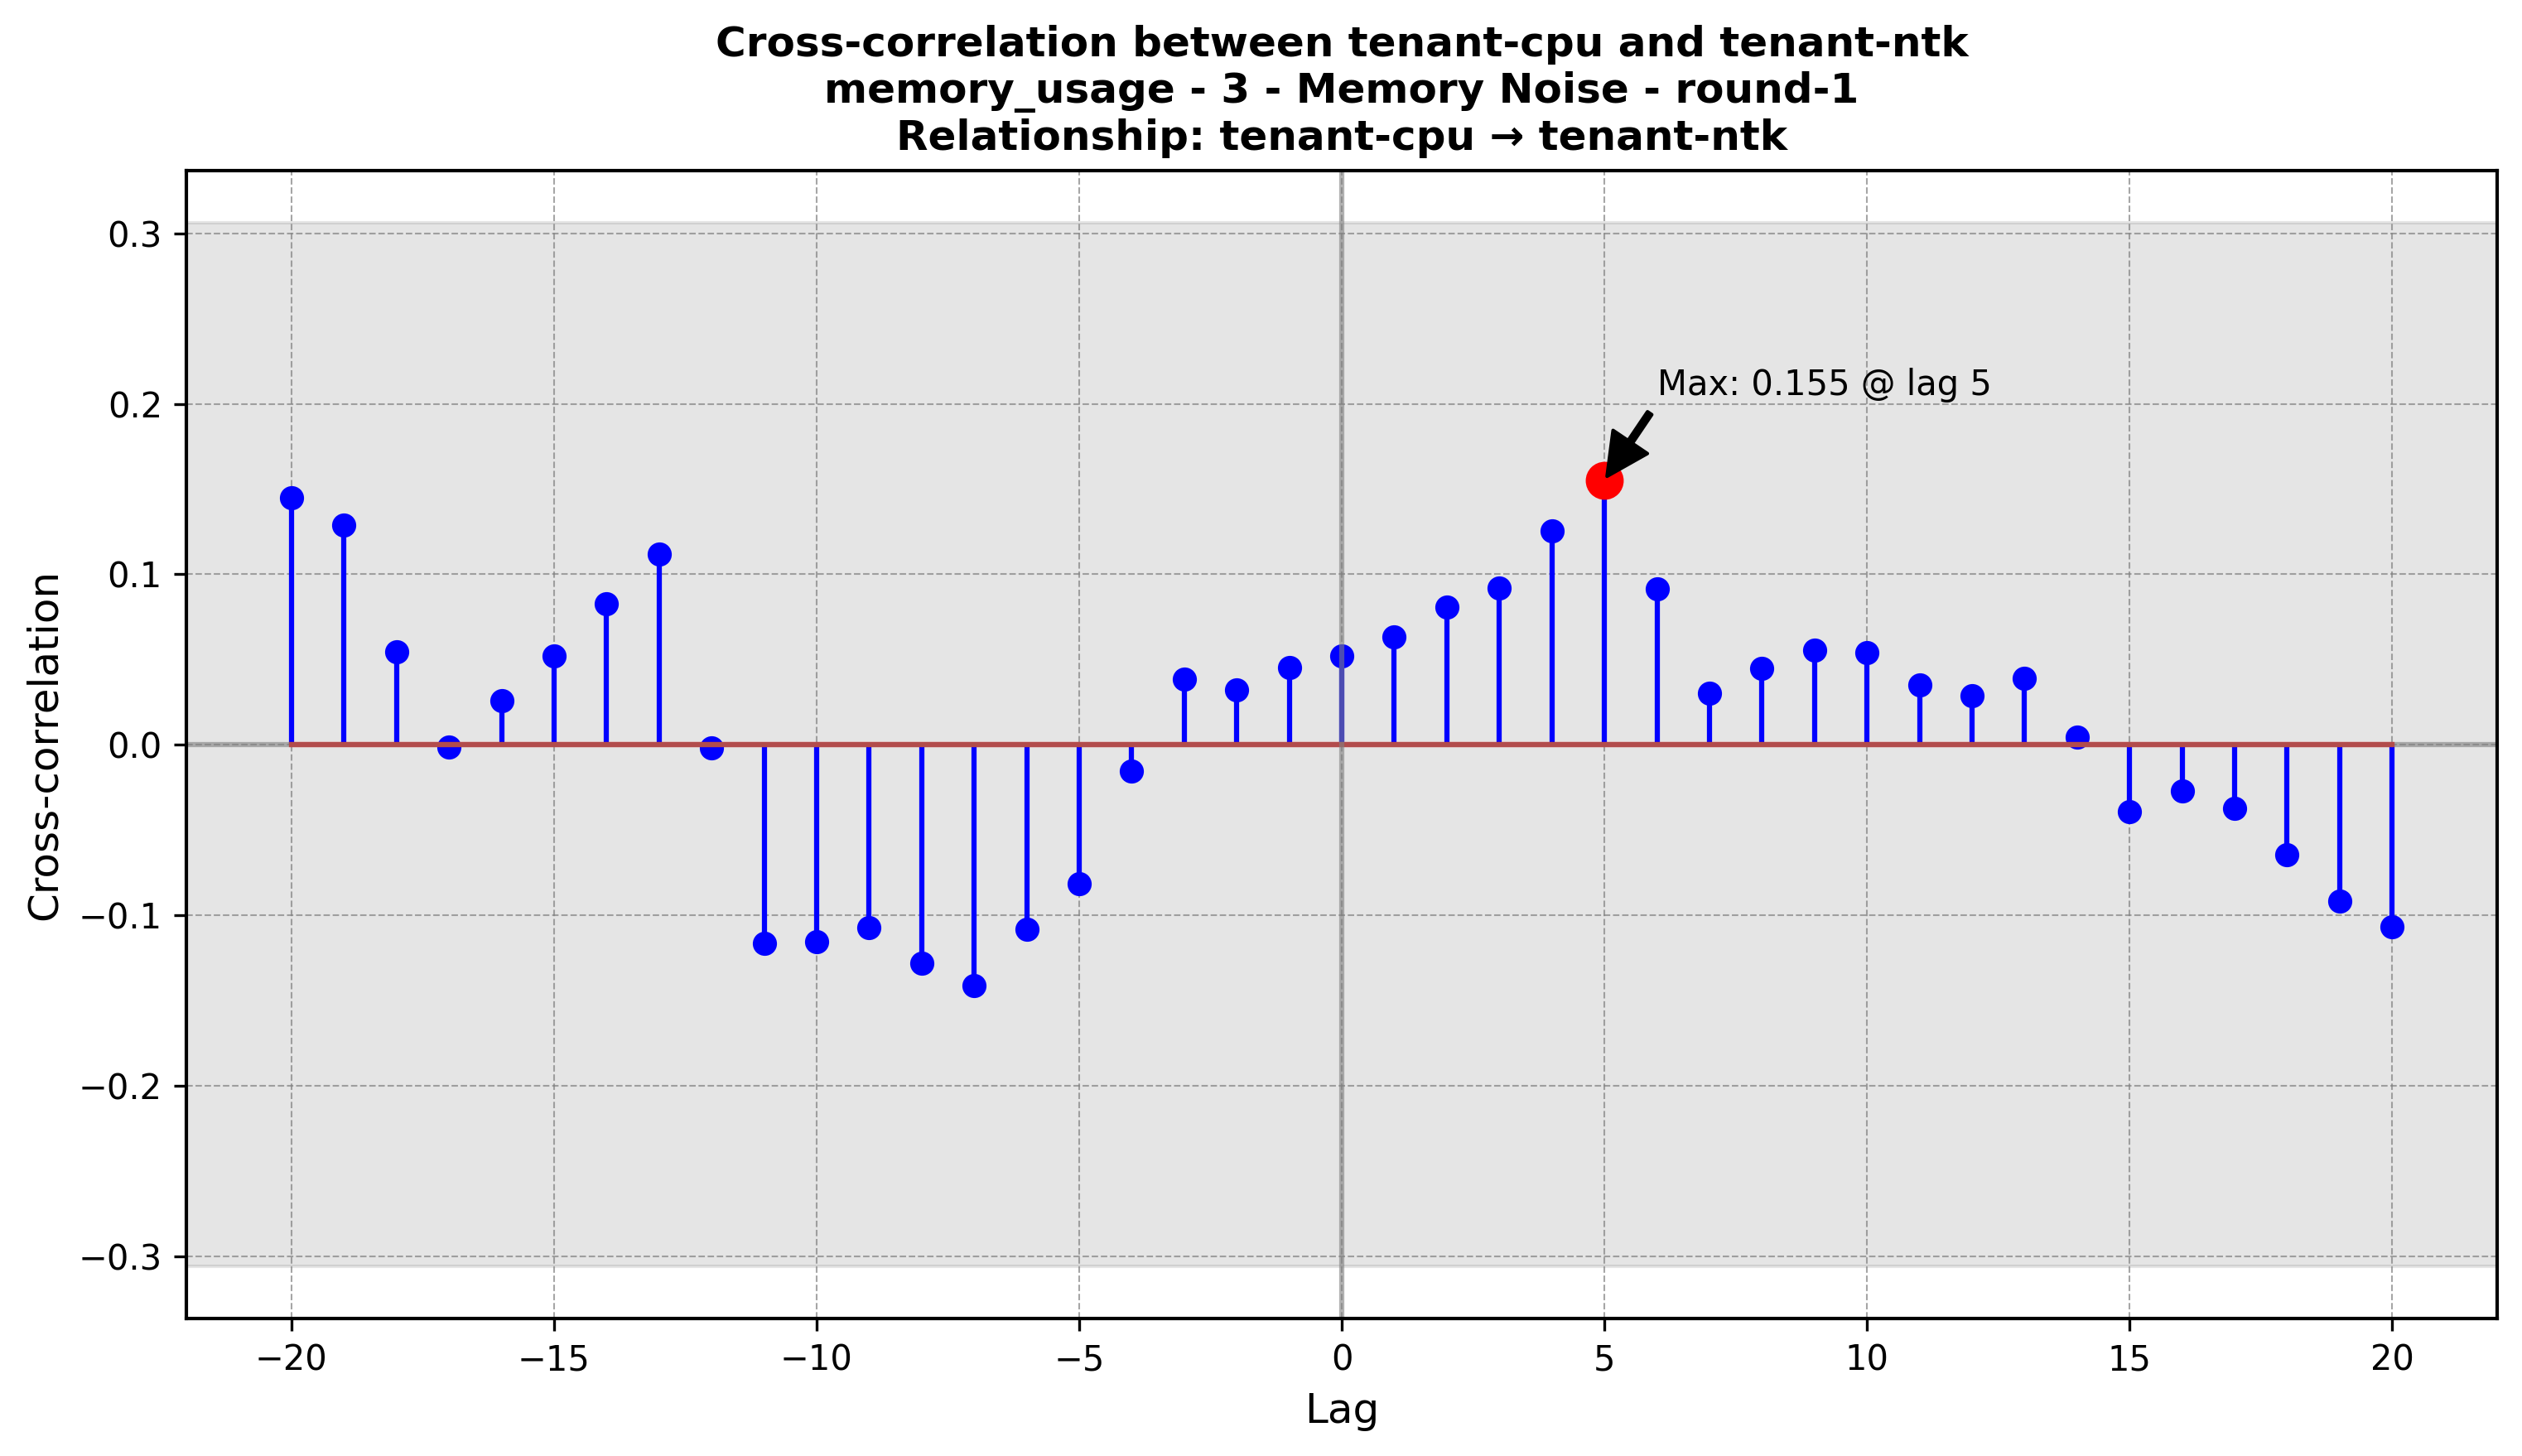 Cross-correlation between tenant-cpu and tenant-ntk
memory_usage - 3 - Memory Noise - round-1
Relationship: tenant-cpu → tenant-ntk
Cross-correlation
0.3
0.2
0.1
0.0
−0.1
−0.2
−0.3
Max: 0.155 @ lag 5
−20 −15 −10 −5 0 5 10 15 20
Lag